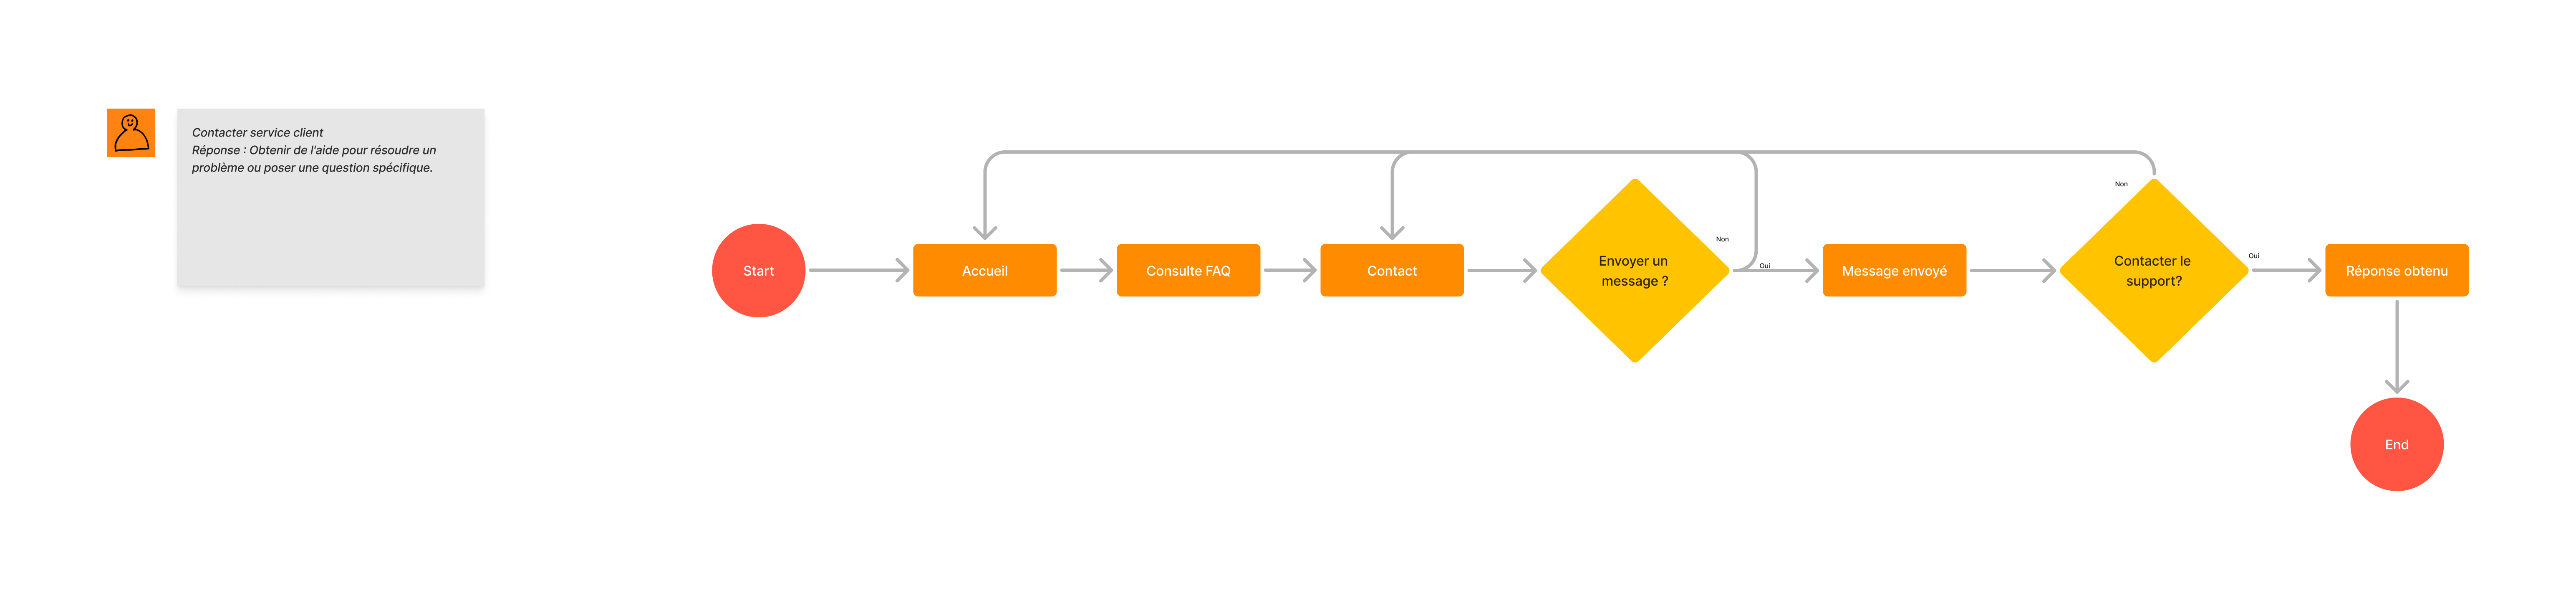 Contacter service client
Réponse : Obtenir de l'aide pour résoudre un
problème ou poser une question spécifique.
Start
Accueil
Consulte FAQ
Contact
Envoyer un
message ?
Non
Oui
Message envoyé
Non
Contacter le
support?
Oui
Réponse obtenu
End